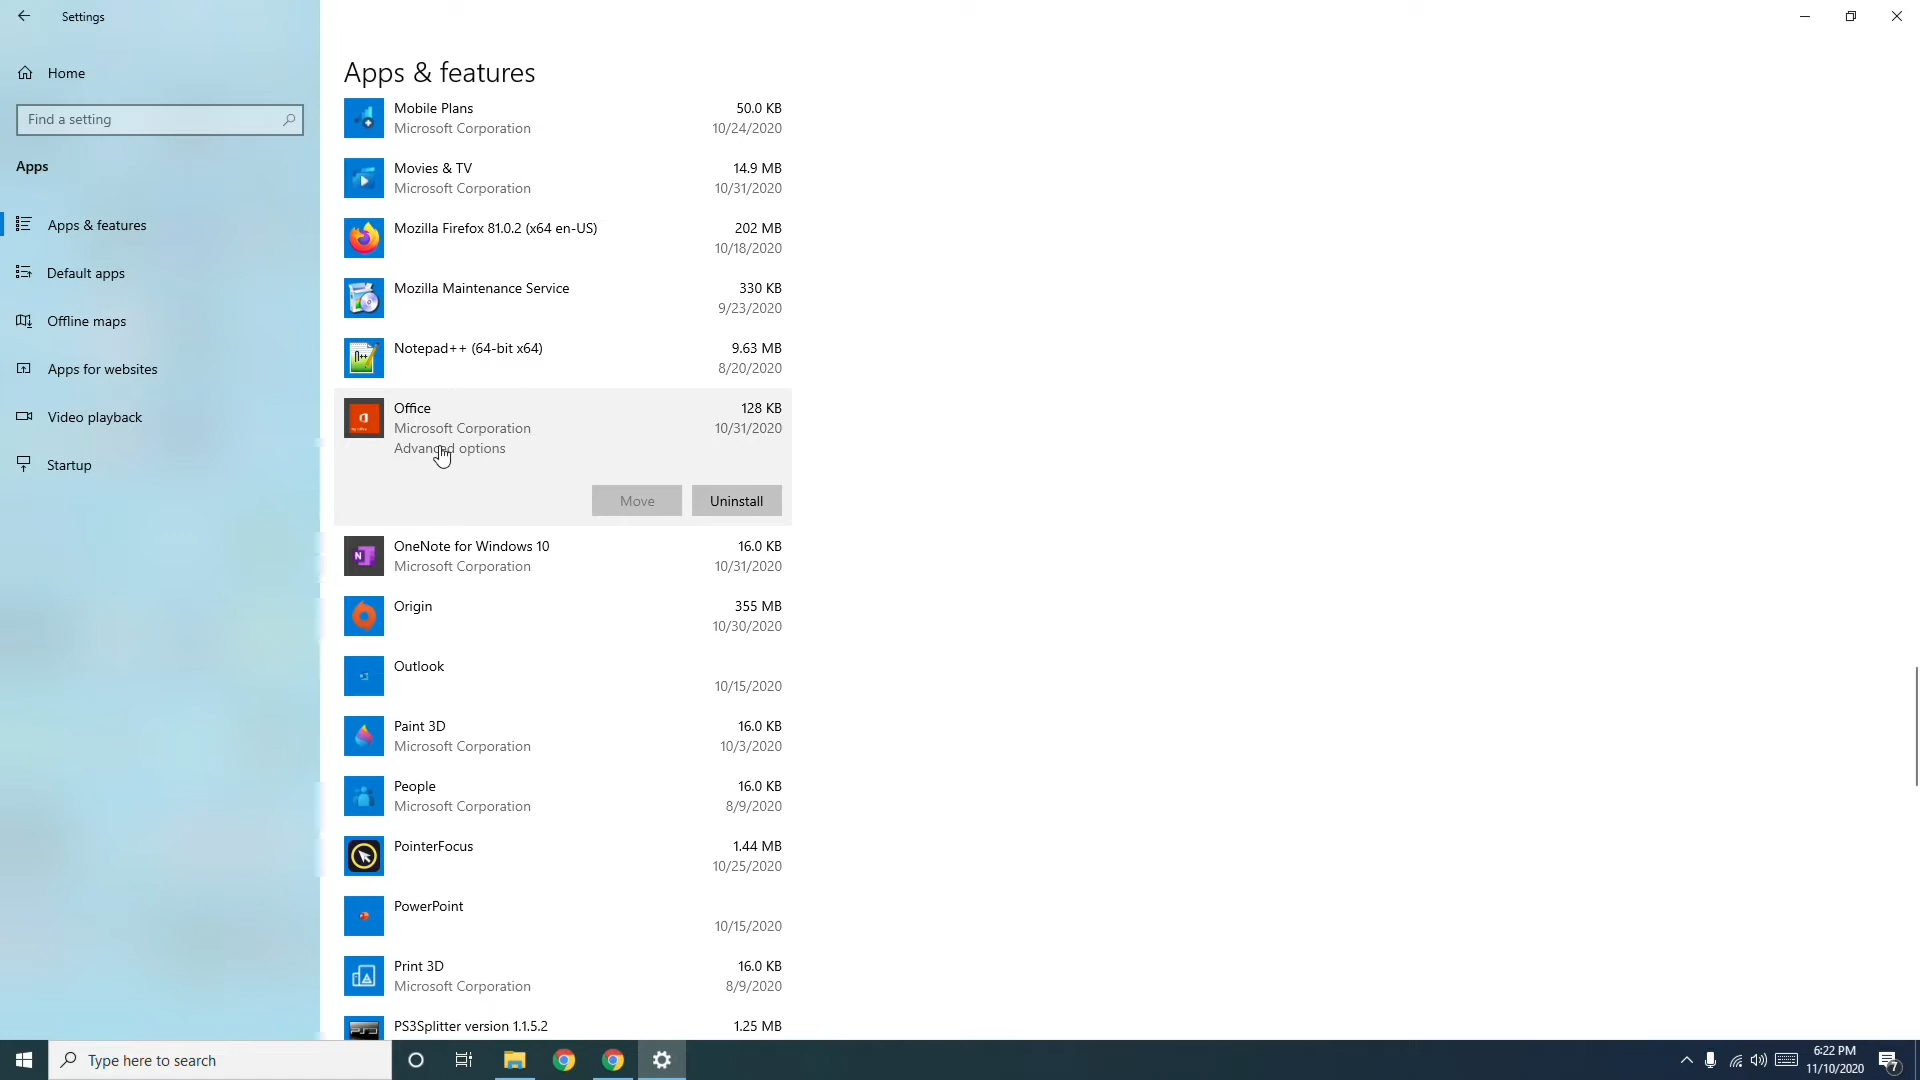 Settings
Home
Find a setting
Apps
Apps & features
Default apps
Offline maps
Apps for websites
Video playback
Startup
Apps & features
Mobile Plans 50.0 KB
Microsoft Corporation 10/24/2020
Movies & TV 14.9 MB
Microsoft Corporation 10/31/2020
Mozilla Firefox 81.0.2 (x64 en-US) 202 MB
10/18/2020
Mozilla Maintenance Service 330 KB
9/23/2020
Notepad++ (64-bit x64) 9.63 MB
8/20/2020
Office 128 KB
Microsoft Corporation 10/31/2020
Advanced options
Move Uninstall
OneNote for Windows 10 16.0 KB
Microsoft Corporation 10/31/2020
Origin 355 MB
10/30/2020
Outlook
10/15/2020
Paint 3D 16.0 KB
Microsoft Corporation 10/3/2020
People 16.0 KB
Microsoft Corporation 8/9/2020
PointerFocus 1.44 MB
10/25/2020
PowerPoint
10/15/2020
Print 3D 16.0 KB
Microsoft Corporation 8/9/2020
PS3Splitter version 1.1.5.2 1.25 MB
Type here to search
6:22 PM
11/10/2020
7